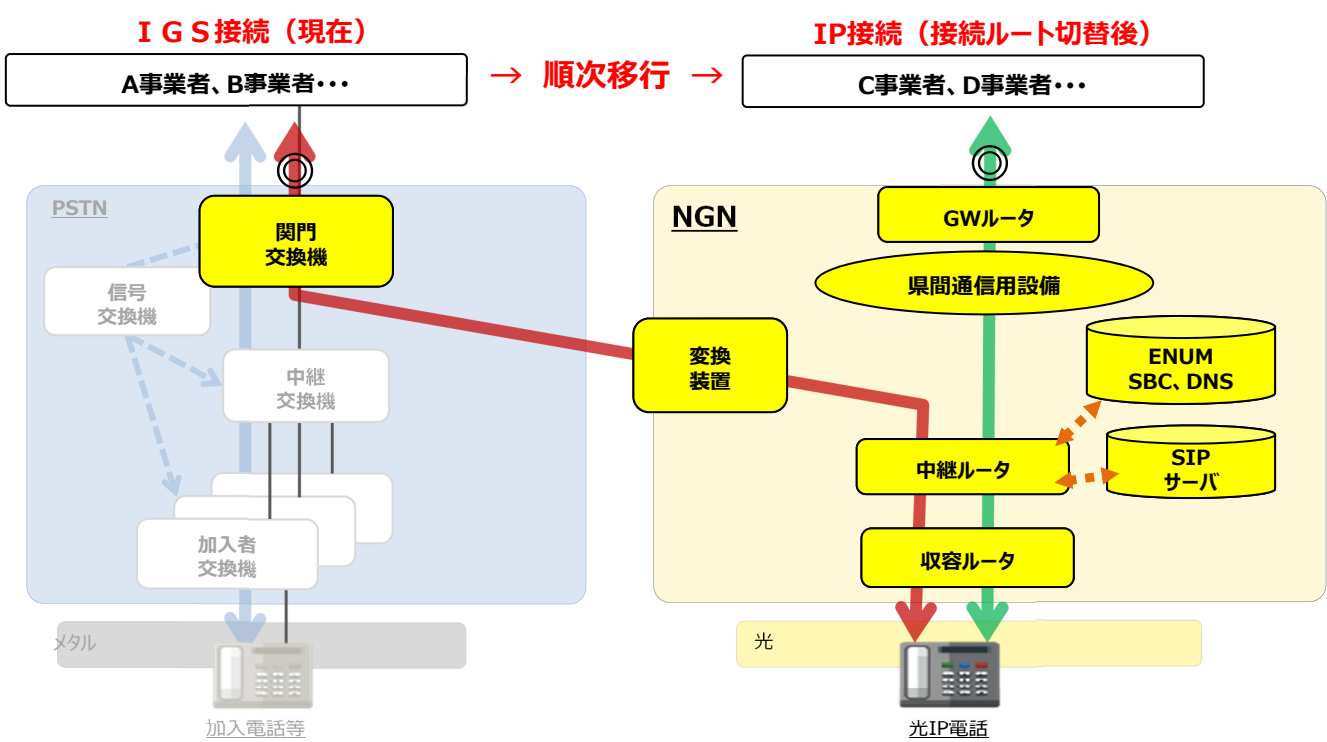 ＩＧＳ接続（現在）
IP接続（接続ルート切替後）
A事業者、B事業者・・・
→ 順次移行 →
C事業者、D事業者・・・
PSTN
関門
交換機
信号
交換機
中継
交換機
加入者
交換機
メタル
加入電話等
NGN
GWルータ
県間通信用設備
変換
装置
ENUM
SBC、DNS
中継ルータ
SIP
サーバ
収容ルータ
光
光IP電話